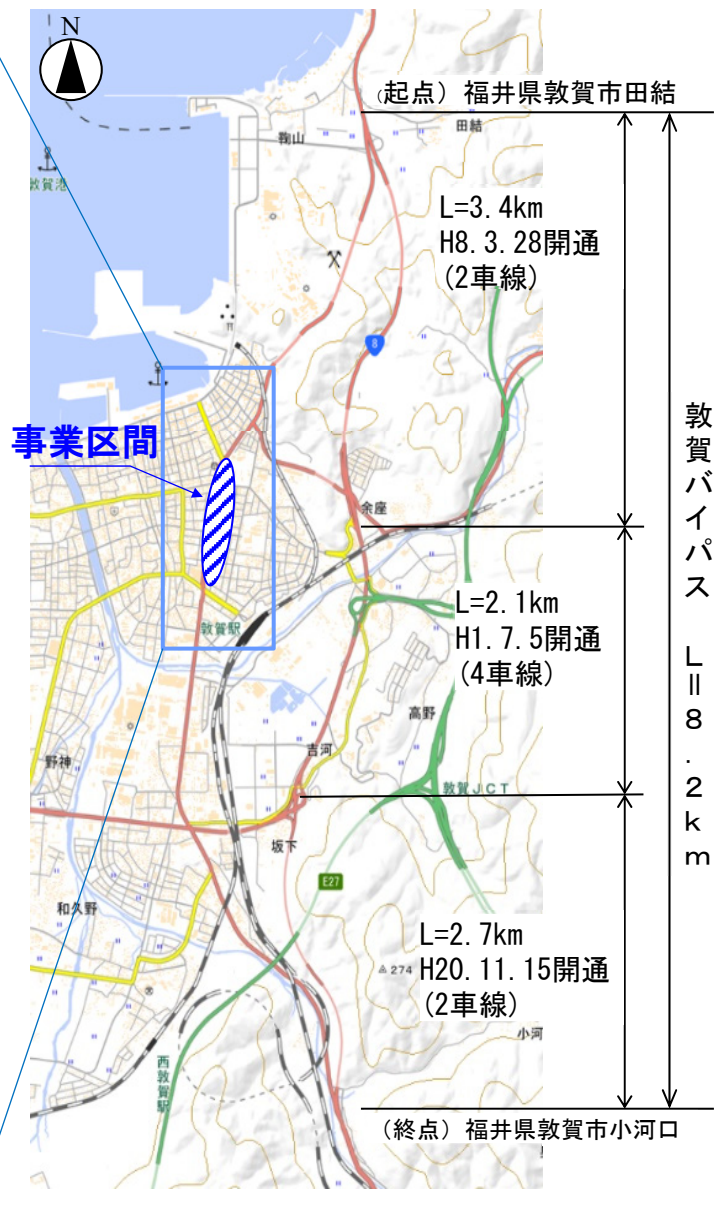 N
(起点) 福井県敦賀市田結
田結
鞠山
敦賀港
L=3.4km
H8.3.28開通
(2車線)
8
事業区間
余座
敦賀バイパス L=8.2km
敦賀駅
L=2.1km
H1.7.5開通
(4車線)
高野
吉河
野神
敦賀JCT
坂下
E27
和久野
L=2.7km
H20.11.15開通
(2車線)
274
小河
西敦賀駅
(終点) 福井県敦賀市小河口